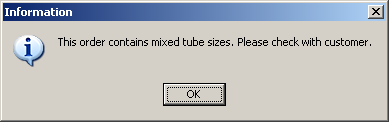 Information
This order contains mixed tube sizes. Please check with customer.
OK